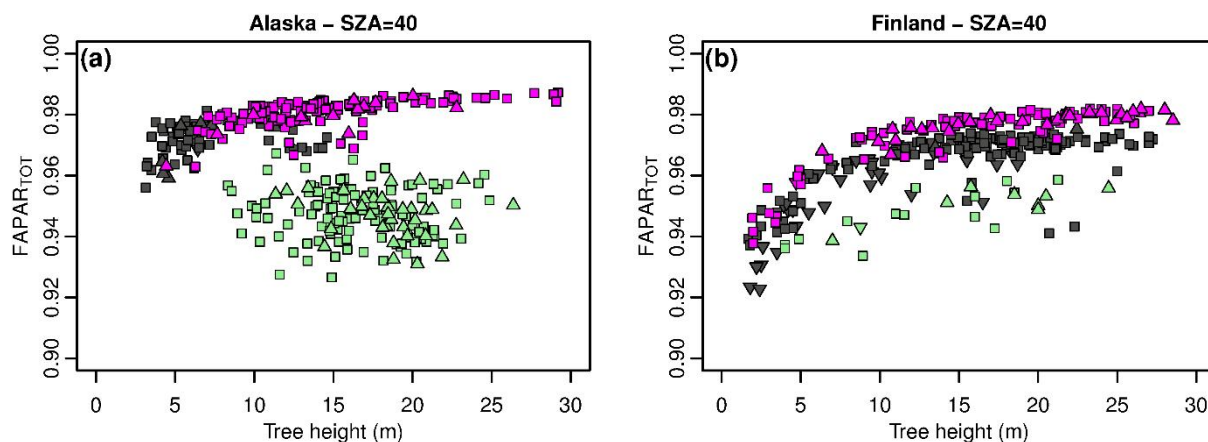 Alaska − SZA=40
(a)
FAPAR_TOT
1.00
0.98
0.96
0.94
0.92
0.90
0 5 10 15 20 25 30
Tree height (m)
Finland − SZA=40
(b)
FAPAR_TOT
1.00
0.98
0.96
0.94
0.92
0.90
0 5 10 15 20 25 30
Tree height (m)